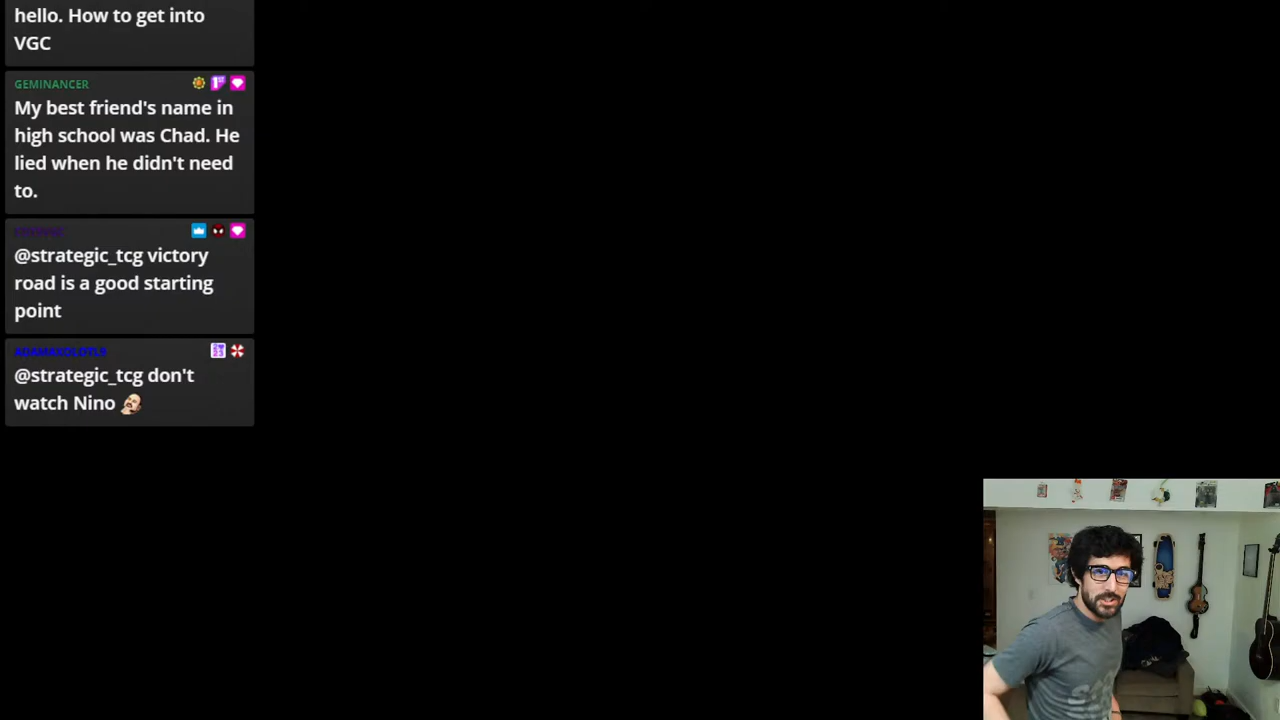 hello. How to get into
VGC
GEMINANCER
My best friend's name in
high school was Chad. He
lied when he didn't need
to.
@strategic_tcg victory
road is a good starting
point
@strategic_tcg don't
watch Nino